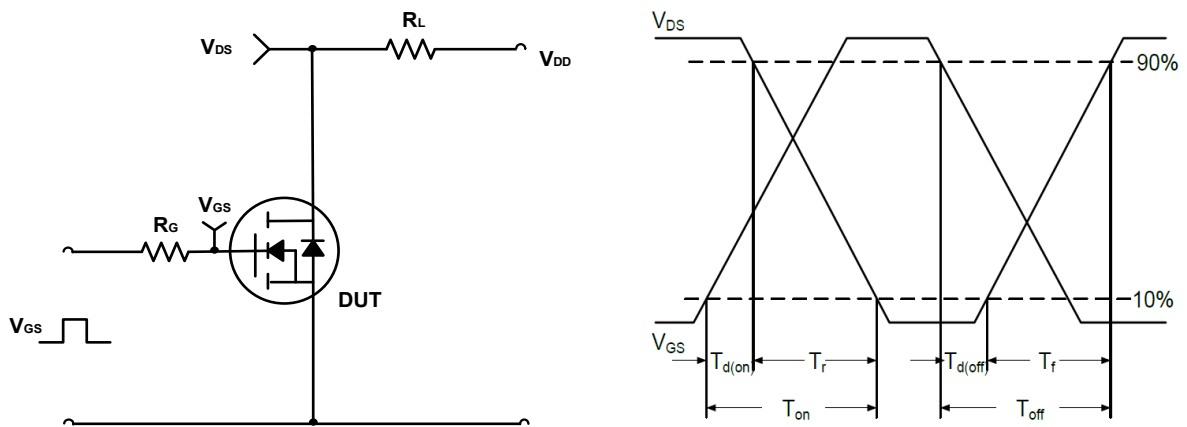 RL
VDS
VDD
VGS
RG
DUT
VGS
VDS
90%
10%
VGS
Td(on)
Tr
Td(off)
Tf
Ton
Toff